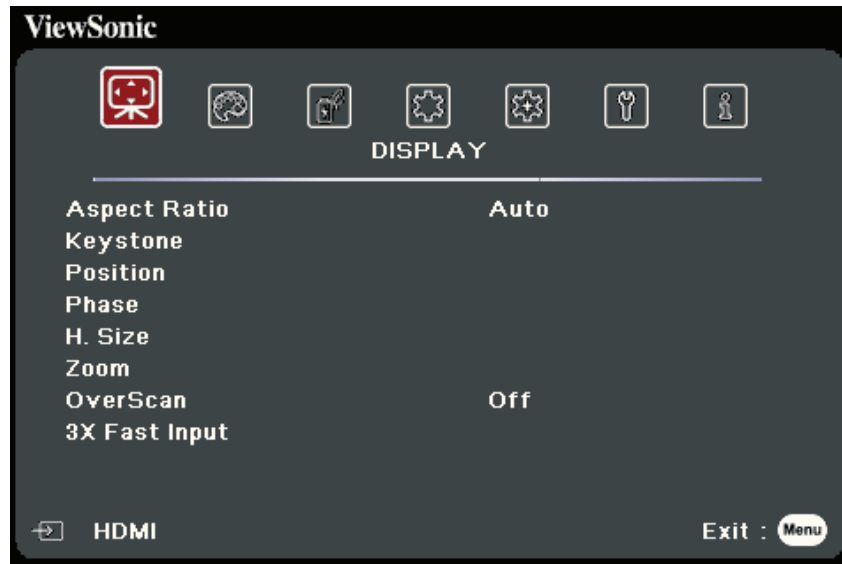 ViewSonic
DISPLAY
Aspect Ratio Auto
Keystone
Position
Phase
H. Size
Zoom
OverScan Off
3X Fast Input
HDMI Exit : Menu